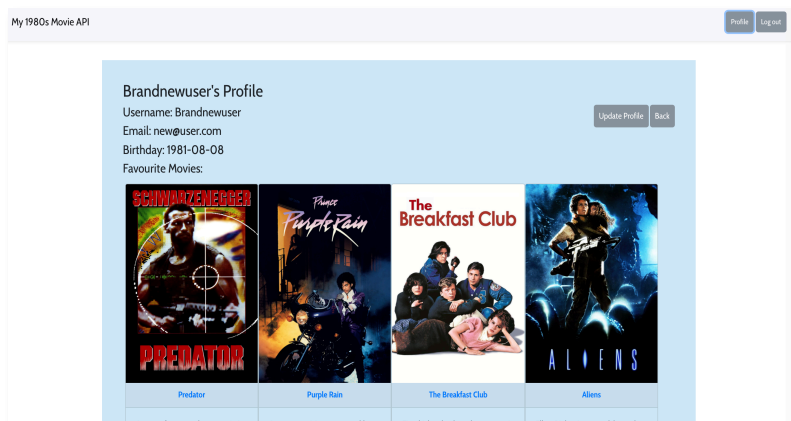 My 1980s Movie API
Profile
Log out
Brandnewuser's Profile
Username: Brandnewuser
Update Profile
Back
Email: new@user.com
Birthday: 1981-08-08
Favourite Movies:
SCHWARZENEGGER
PREDATOR
Prince
Purple Rain
The
Breakfast Club
ALIENS
Predator
Purple Rain
The Breakfast Club
Aliens